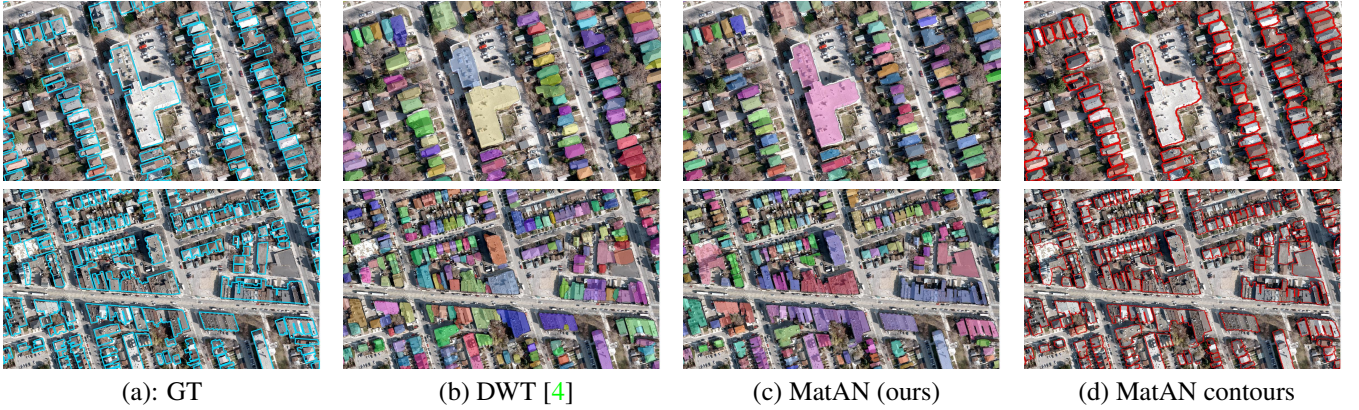 (a): GT
(b) DWT [4]
(c) MatAN (ours)
(d) MatAN contours